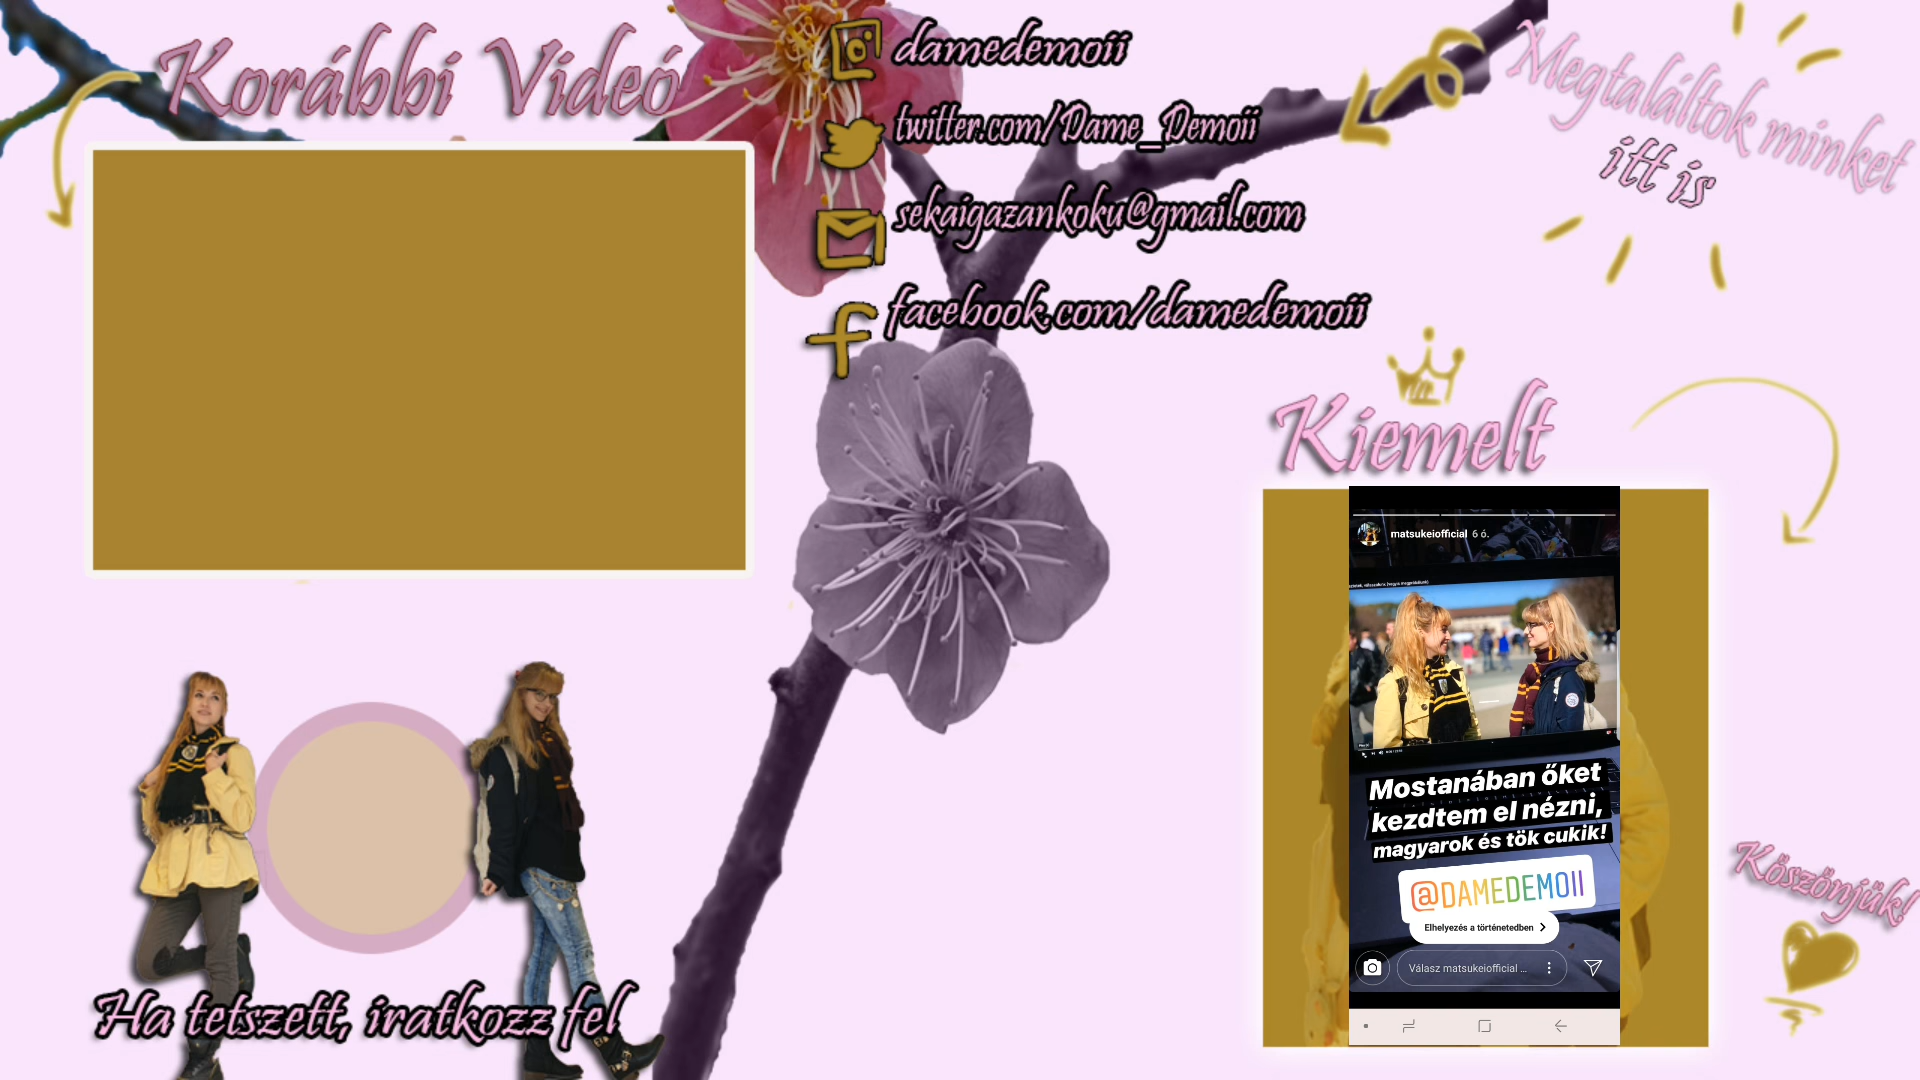 Korábbi Videó
damedemoii
twitter.com/Dame_Demoii
sekaigazankoku@gmail.com
facebook.com/damedemoii
Megtaláltok minket
itt is
Kiemelt
matsukeiofficial 6 ó.
Mostanában őket
kezdtem el nézni,
magyarok és tök cukik!
@DAMEDEMOII
Elhelyezés a történetedben
Válasz matsukeiofficial ...
Köszönjük!
Ha tetszett, iratkozz fel